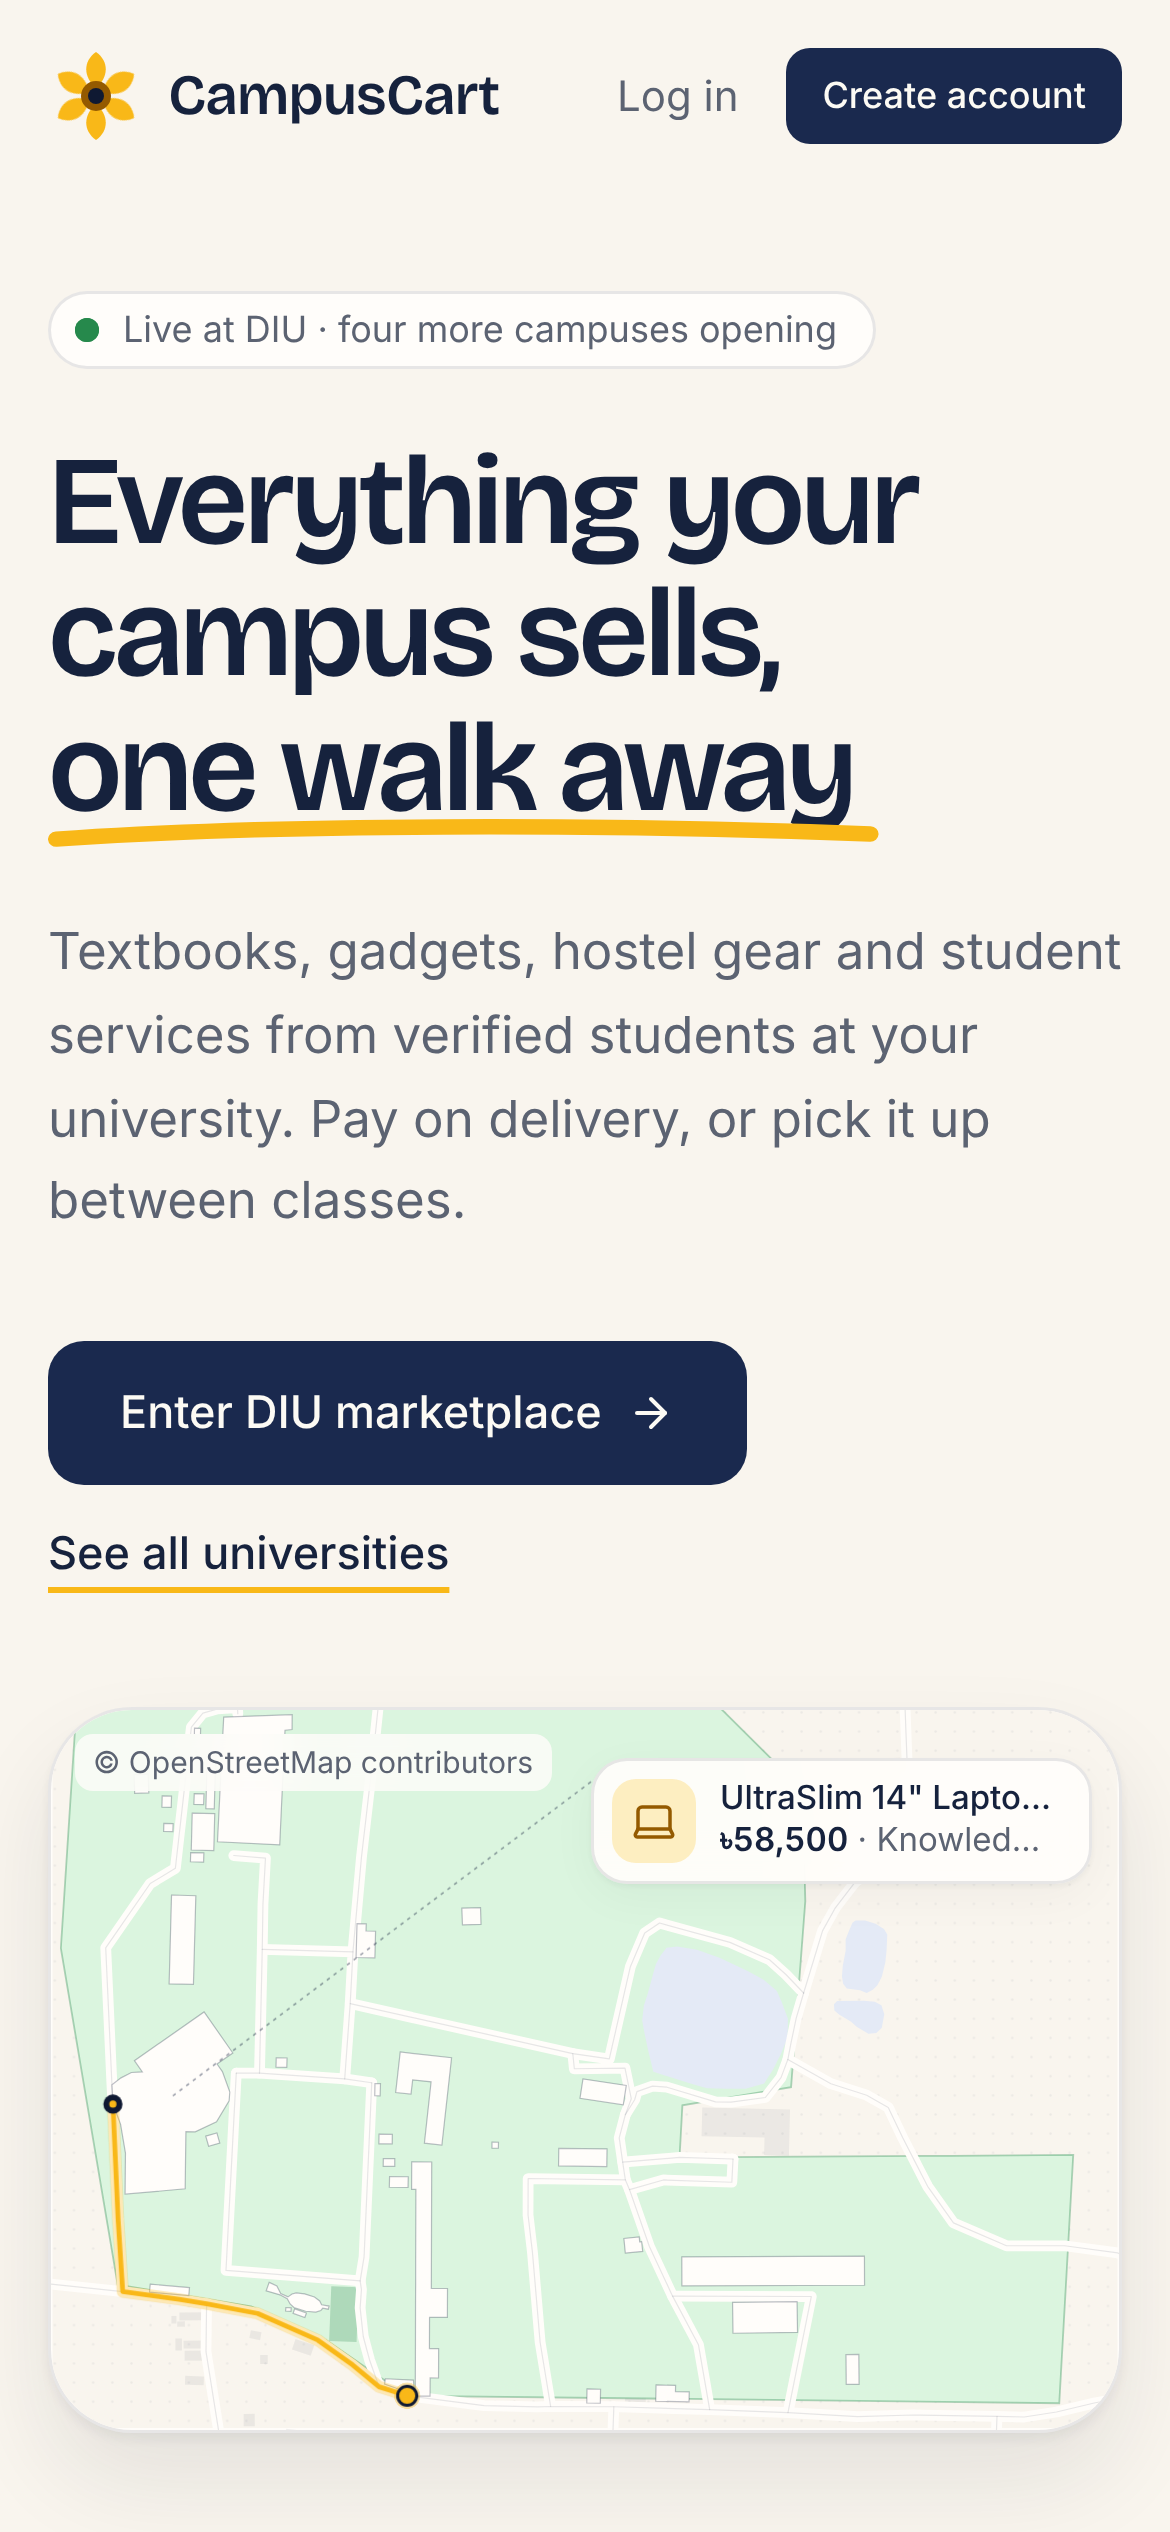 CampusCart
Log in
Create account
Live at DIU · four more campuses opening
Everything your
campus sells,
one walk away
Textbooks, gadgets, hostel gear and student
services from verified students at your
university. Pay on delivery, or pick it up
between classes.
Enter DIU marketplace →
See all universities
© OpenStreetMap contributors
UltraSlim 14" Lapto...
৳58,500 · Knowled...